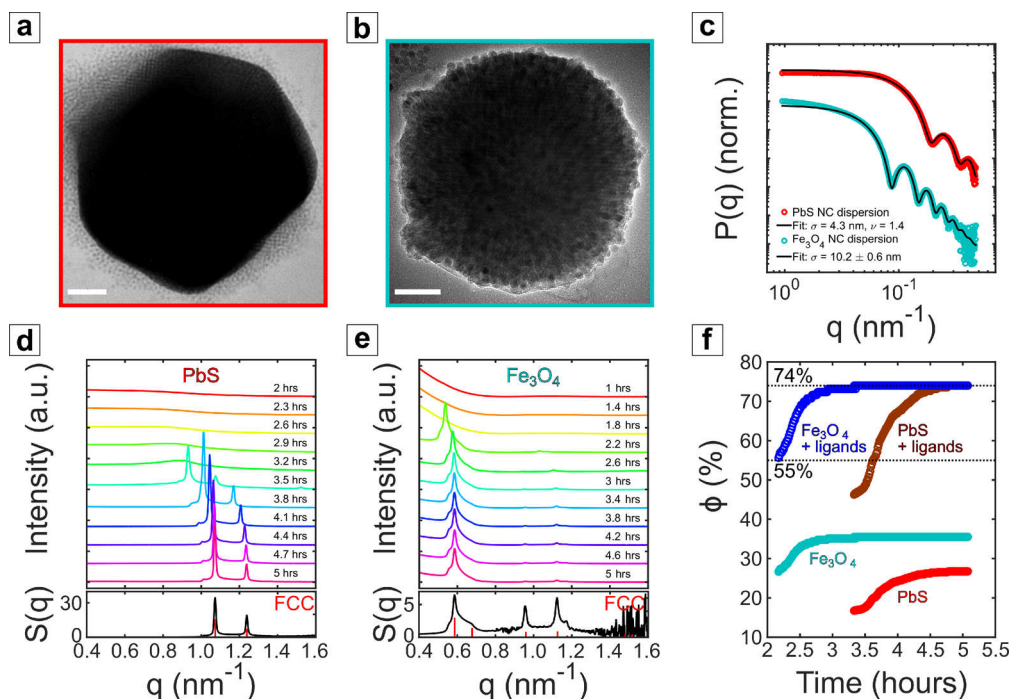 a
b
c
P(q) (norm.)
PbS NC dispersion
Fit: σ = 4.3 nm, ν = 1.4
Fe3O4 NC dispersion
Fit: σ = 10.2 ± 0.6 nm
10^0
10^-1
q (nm^-1)
d
Intensity (a.u.)
PbS
2 hrs
2.3 hrs
2.6 hrs
2.9 hrs
3.2 hrs
3.5 hrs
3.8 hrs
4.1 hrs
4.4 hrs
4.7 hrs
5 hrs
S(q)
30
0
FCC
0.4 0.6 0.8 1.0 1.2 1.4 1.6
q (nm^-1)
e
Intensity (a.u.)
Fe3O4
1 hrs
1.4 hrs
1.8 hrs
2.2 hrs
2.6 hrs
3 hrs
3.4 hrs
3.8 hrs
4.2 hrs
4.6 hrs
5 hrs
S(q)
5
0
FCC
0.4 0.6 0.8 1.0 1.2 1.4 1.6
q (nm^-1)
f
ϕ (%)
80
70
60
50
40
30
20
10
74%
Fe3O4
+ ligands
PbS
+ ligands
55%
Fe3O4
PbS
2 2.5 3 3.5 4 4.5 5 5.5
Time (hours)